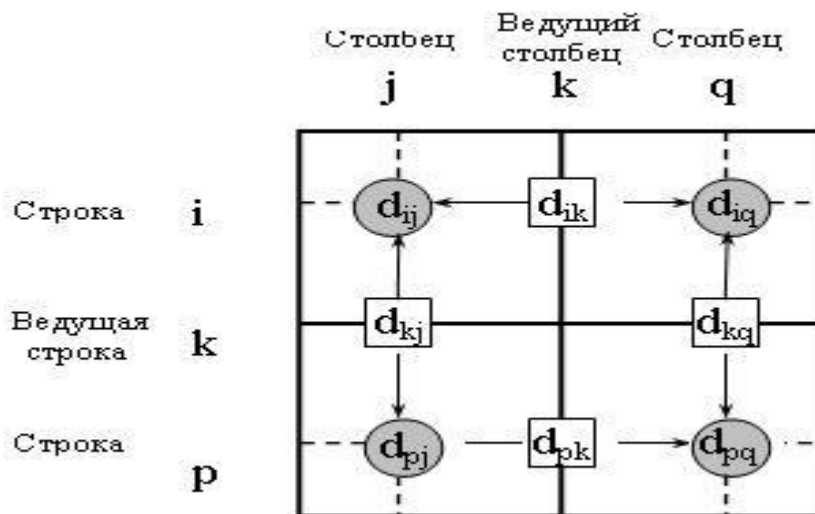 Столбец Ведущий столбец Столбец
j k q
Строка i d_ij d_ik d_iq
Ведущая строка k d_kj d_kq
Строка p d_pj d_pk d_pq